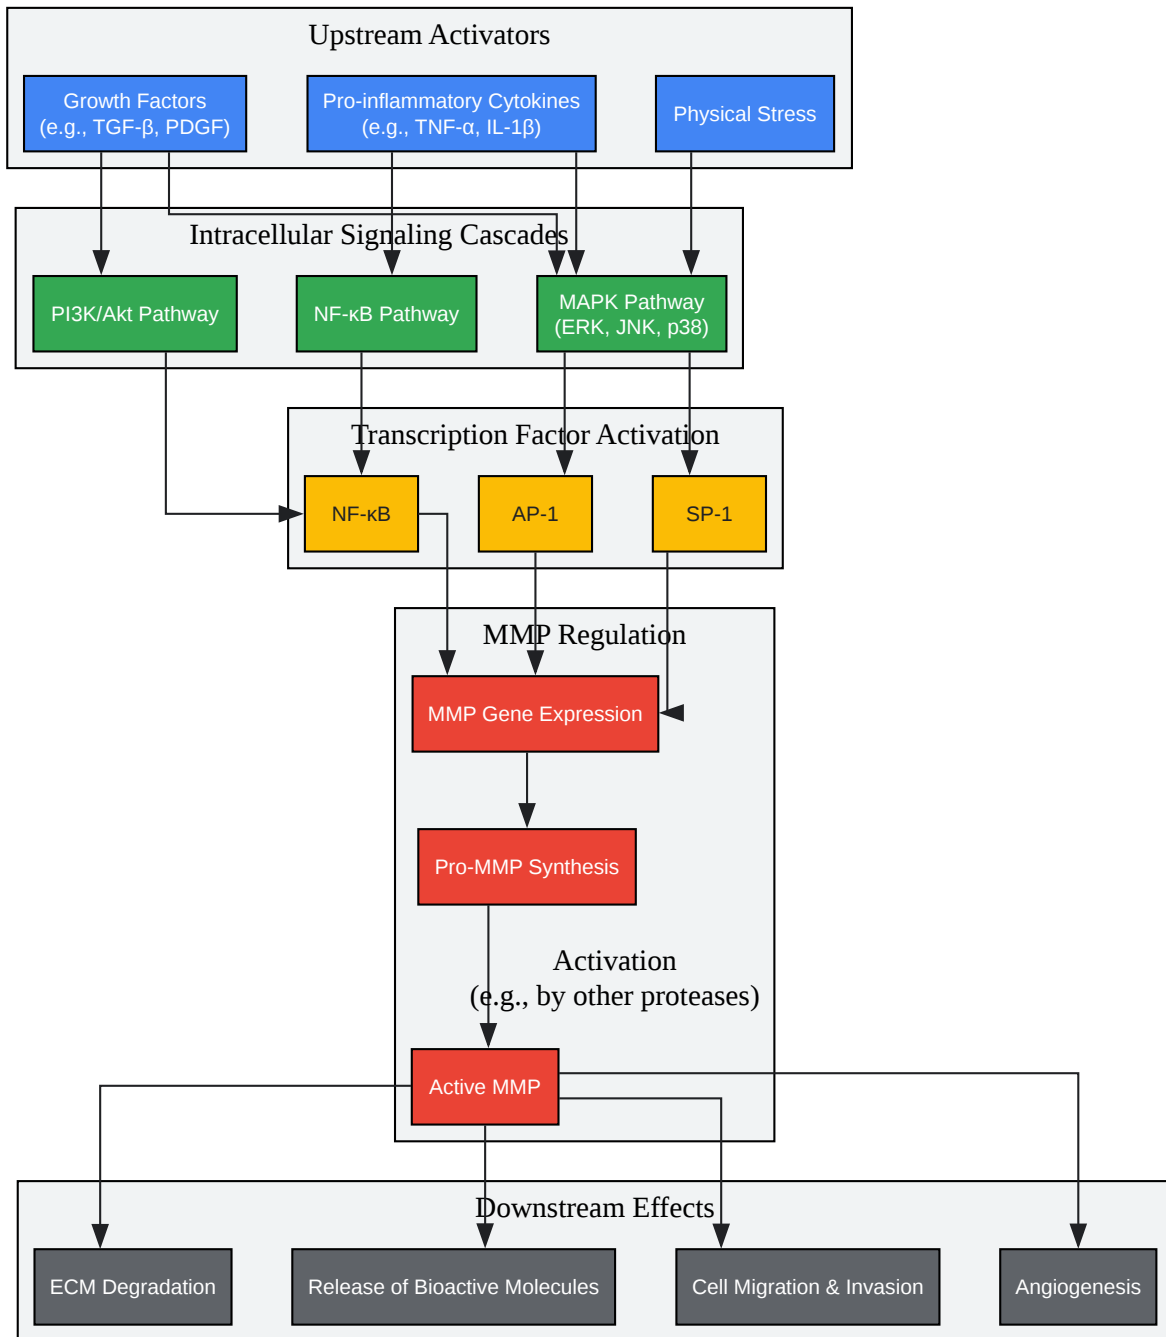 Upstream Activators
Growth Factors
(e.g., TGF-β, PDGF)
Pro-inflammatory Cytokines
(e.g., TNF-α, IL-1β)
Physical Stress
Intracellular Signaling Cascades
PI3K/Akt Pathway
NF-κB Pathway
MAPK Pathway
(ERK, JNK, p38)
Transcription Factor Activation
NF-κB
AP-1
SP-1
MMP Regulation
MMP Gene Expression
Pro-MMP Synthesis
Activation
(e.g., by other proteases)
Active MMP
Downstream Effects
ECM Degradation
Release of Bioactive Molecules
Cell Migration & Invasion
Angiogenesis